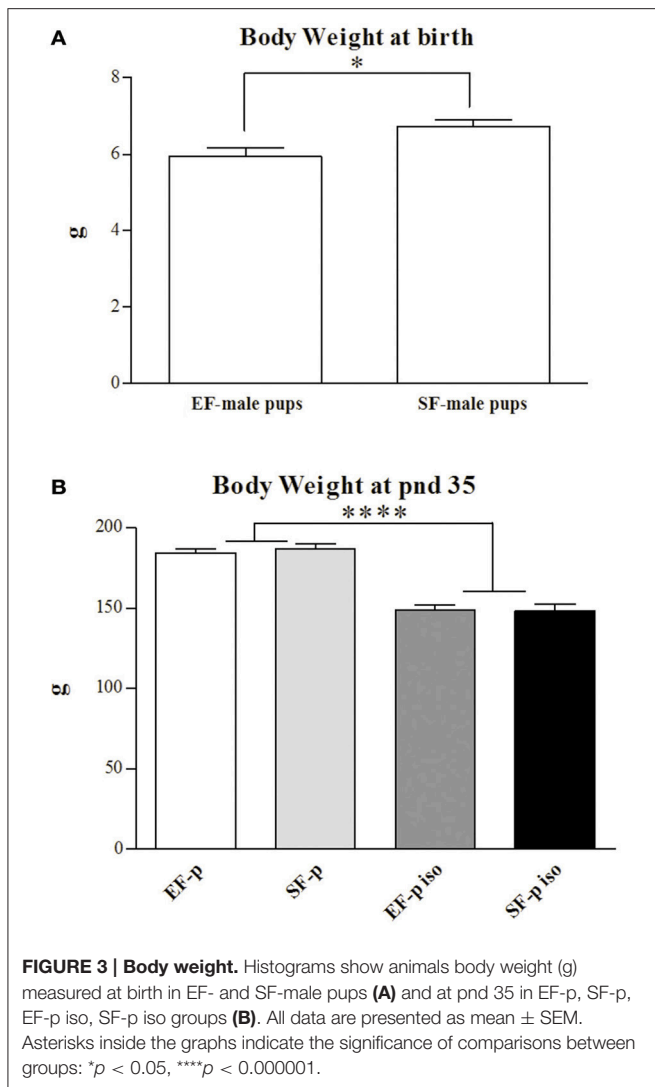 A
Body Weight at birth
*
8
6
4
2
0
g
EF-male pups SF-male pups
B
Body Weight at pnd 35
****
200
150
100
50
0
g
EF-p SF-p EF-p iso SF-p iso
FIGURE 3 | Body weight. Histograms show animals body weight (g)
measured at birth in EF- and SF-male pups (A) and at pnd 35 in EF-p, SF-p,
EF-p iso, SF-p iso groups (B). All data are presented as mean ± SEM.
Asterisks inside the graphs indicate the significance of comparisons between
groups: *p < 0.05, ****p < 0.000001.